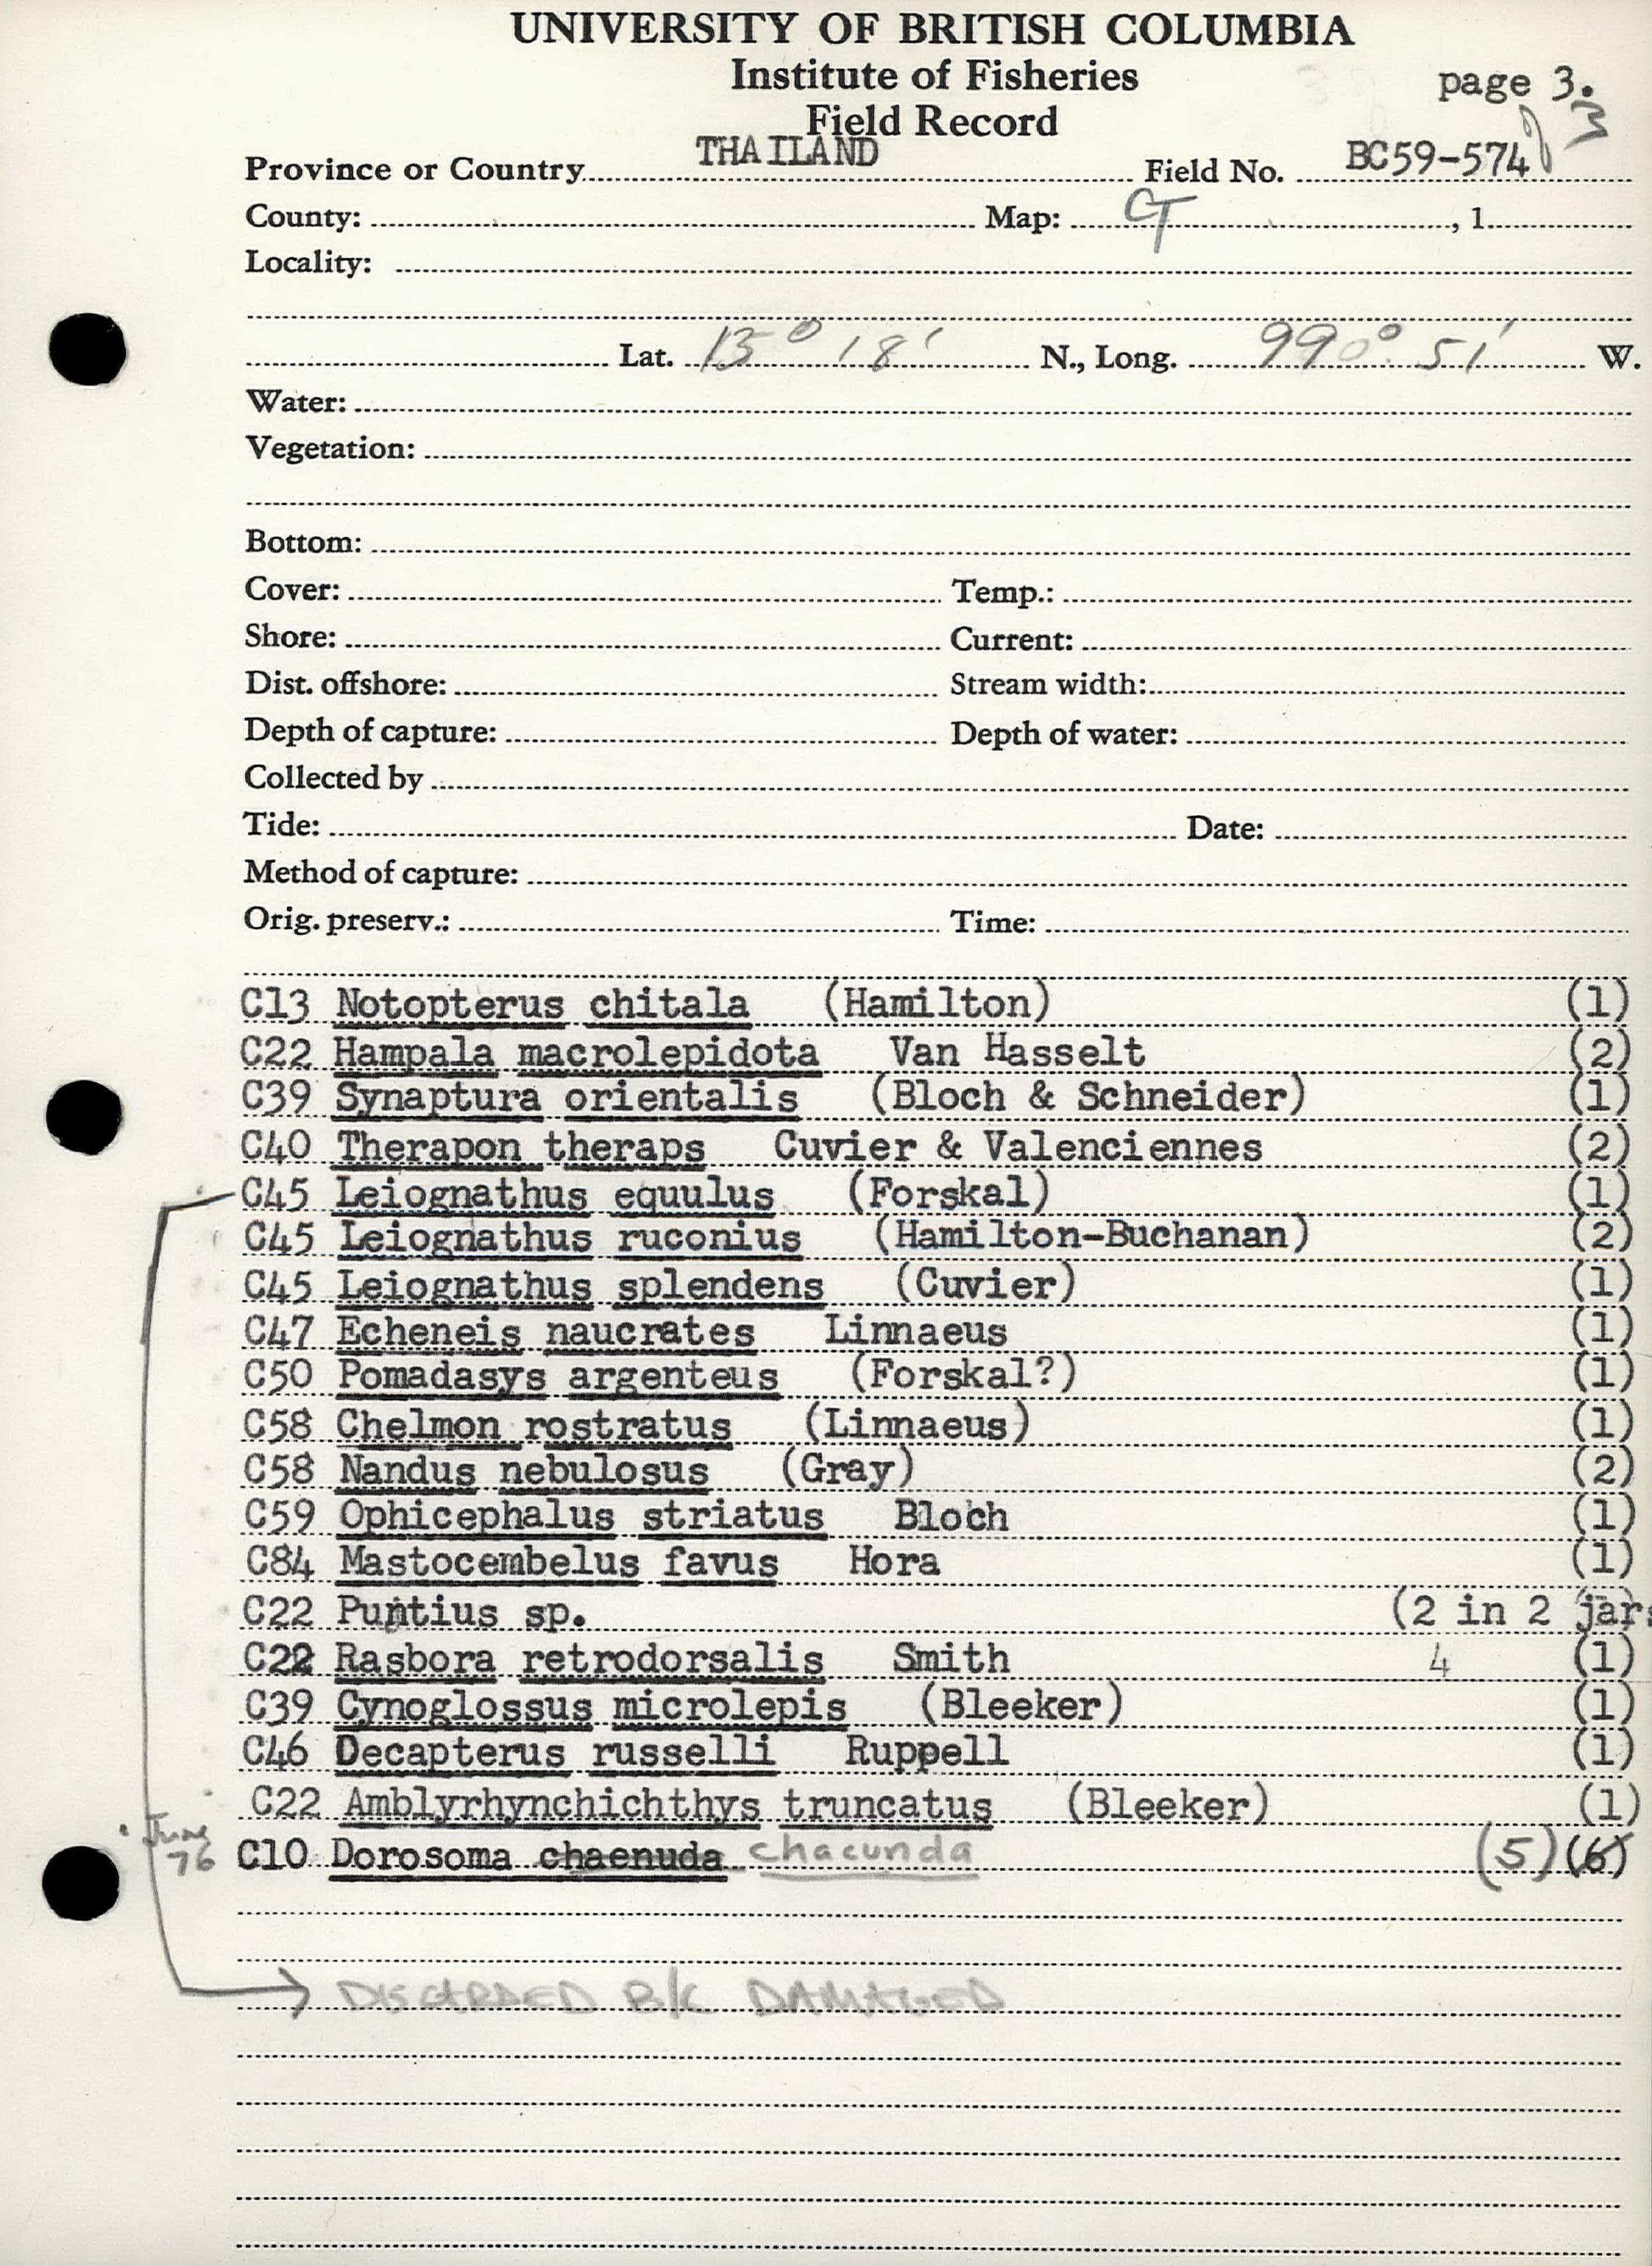 UNIVERSITY OF BRITISH COLUMBIA
Institute of Fisheries
page 3.
Field Record
3
Province or Country THAILAND Field No. BC59-574
County: Map: CT , 1
Locality:
Lat. 13° 18' N., Long. 99° 51' W.
Water:
Vegetation:
Bottom:
Cover: Temp.:
Shore: Current:
Dist. offshore: Stream width:
Depth of capture: Depth of water:
Collected by
Tide: Date:
Method of capture:
Orig. preserv.: Time:
C13 Notopterus chitala (Hamilton) (1)
C22 Hampala macrolepidota Van Hasselt (2)
C39 Synaptura orientalis (Bloch & Schneider) (1)
C40 Therapon theraps Cuvier & Valenciennes (2)
C45 Leiognathus equulus (Forskal) (1)
C45 Leiognathus ruconius (Hamilton-Buchanan) (2)
C45 Leiognathus splendens (Cuvier) (1)
C47 Echeneis naucrates Linnaeus (1)
C50 Pomadasys argenteus (Forskal?) (1)
C58 Chelmon rostratus (Linnaeus) (1)
C58 Nandus nebulosus (Gray) (2)
C59 Ophicephalus striatus Bloch (1)
C84 Mastocembelus favus Hora (1)
C22 Puntius sp. (2 in 2 jars
C22 Rasbora retrodorsalis Smith 4 (1)
C39 Cynoglossus microlepis (Bleeker) (1)
C46 Decapterus russelli Ruppell (1)
C22 Amblyrhynchichthys truncatus (Bleeker) (1)
June 76
C10 Dorosoma chaenuda chacunda (5) (6)
DISCARDED B/C DAMAGED